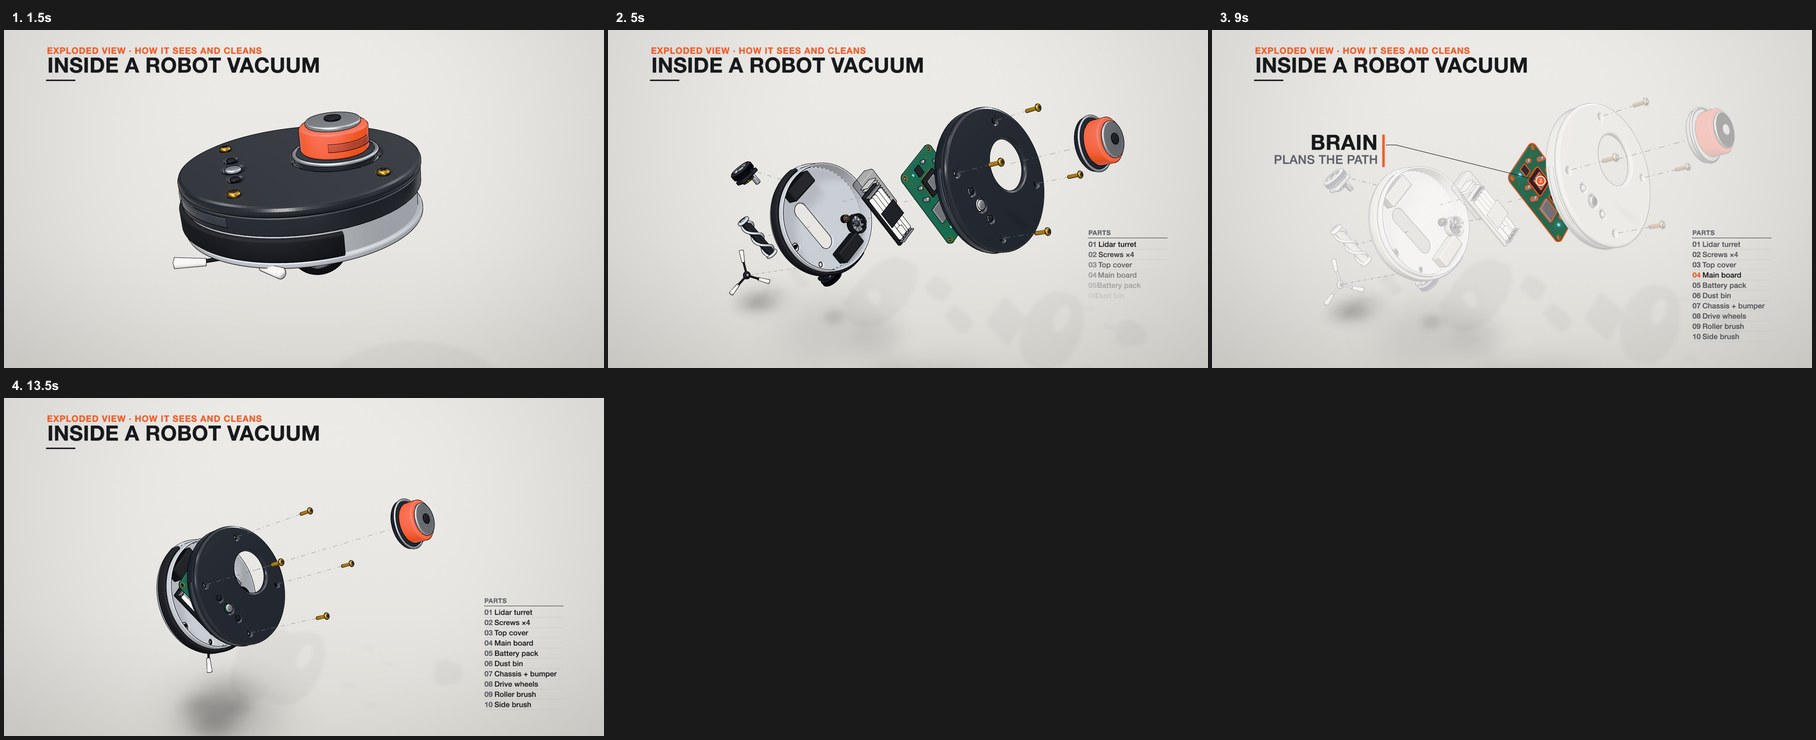 1. 1.5s
EXPLODED VIEW · HOW IT SEES AND CLEANS
INSIDE A ROBOT VACUUM
2. 5s
EXPLODED VIEW · HOW IT SEES AND CLEANS
INSIDE A ROBOT VACUUM
PARTS
01 Lidar turret
02 Screws ×4
03 Top cover
04 Main board
05 Battery pack
06 Dust bin
3. 9s
EXPLODED VIEW · HOW IT SEES AND CLEANS
INSIDE A ROBOT VACUUM
BRAIN
PLANS THE PATH
PARTS
01 Lidar turret
02 Screws ×4
03 Top cover
04 Main board
05 Battery pack
06 Dust bin
07 Chassis + bumper
08 Drive wheels
09 Roller brush
10 Side brush
4. 13.5s
EXPLODED VIEW · HOW IT SEES AND CLEANS
INSIDE A ROBOT VACUUM
PARTS
01 Lidar turret
02 Screws ×4
03 Top cover
04 Main board
05 Battery pack
06 Dust bin
07 Chassis + bumper
08 Drive wheels
09 Roller brush
10 Side brush